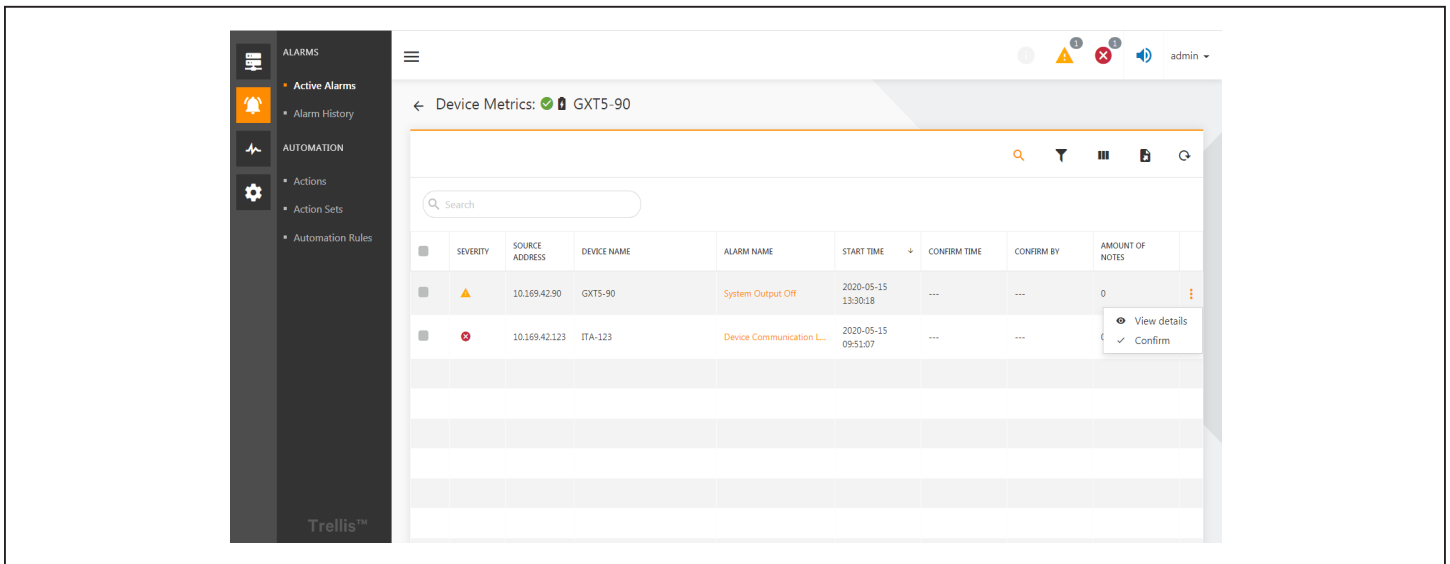 ALARMS
Active Alarms
Alarm History
AUTOMATION
Actions
Action Sets
Automation Rules
Trellis™
1
1
admin
Device Metrics: GXT5-90
Search
SEVERITY
SOURCE ADDRESS
DEVICE NAME
ALARM NAME
START TIME
CONFIRM TIME
CONFIRM BY
AMOUNT OF NOTES
10.169.42.90
GXT5-90
System Output Off
2020-05-15
13:30:18
---
---
0
View details
Confirm
10.169.42.123
ITA-123
Device Communication L...
2020-05-15
09:51:07
---
---